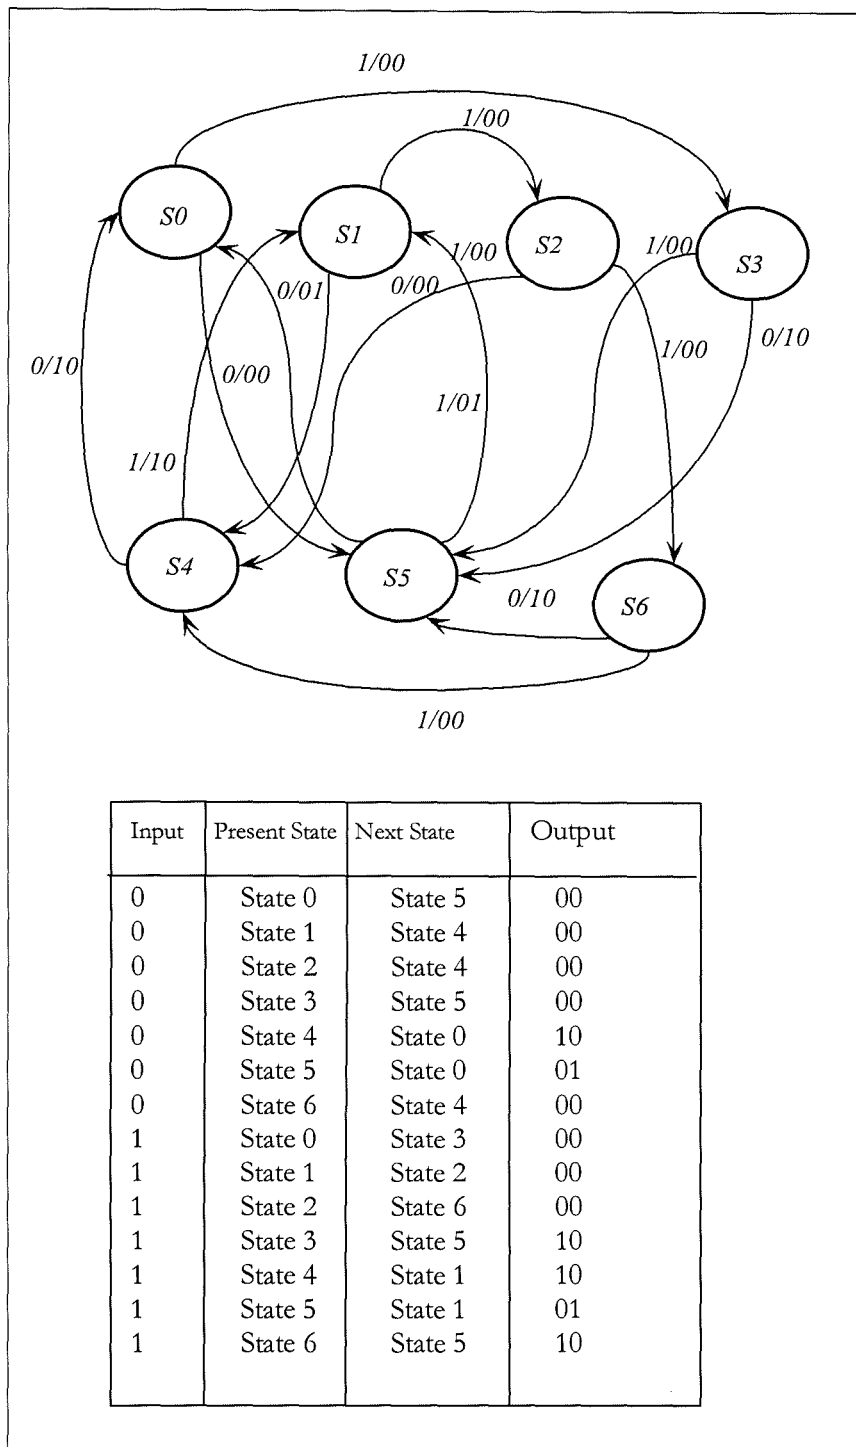 1/00
1/00
S0
S1
S2
S3
1/00
1/00
0/01
0/00
0/10
0/10
0/00
1/00
1/01
1/10
S4
S5
S6
0/10
1/00
Input Present State Next State Output
0 State 0 State 5 00
0 State 1 State 4 00
0 State 2 State 4 00
0 State 3 State 5 00
0 State 4 State 0 10
0 State 5 State 0 01
0 State 6 State 4 00
1 State 0 State 3 00
1 State 1 State 2 00
1 State 2 State 6 00
1 State 3 State 5 10
1 State 4 State 1 10
1 State 5 State 1 01
1 State 6 State 5 10